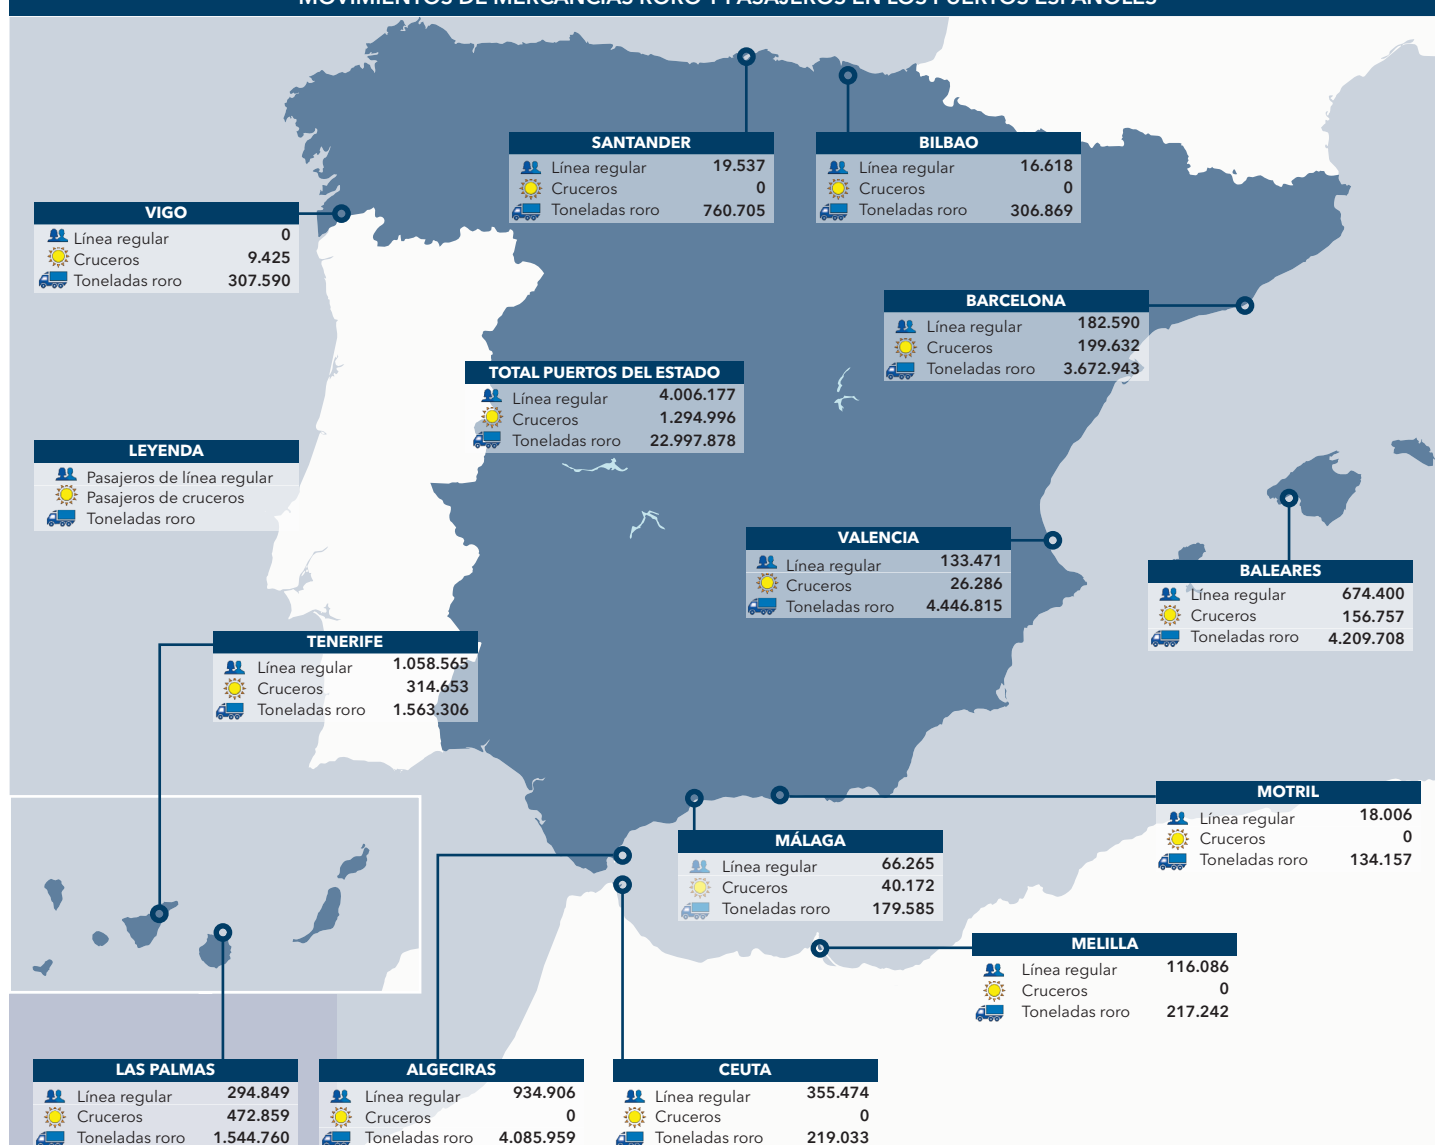 MOVIMIENTOS DE MERCANCÍAS RORO Y PASAJEROS EN LOS PUERTOS ESPAÑOLES
SANTANDER
Línea regular 19.537
Cruceros 0
Toneladas roro 760.705
BILBAO
Línea regular 16.618
Cruceros 0
Toneladas roro 306.869
VIGO
Línea regular 0
Cruceros 9.425
Toneladas roro 307.590
BARCELONA
Línea regular 182.590
Cruceros 199.632
Toneladas roro 3.672.943
TOTAL PUERTOS DEL ESTADO
Línea regular 4.006.177
Cruceros 1.294.996
Toneladas roro 22.997.878
LEYENDA
Pasajeros de línea regular
Pasajeros de cruceros
Toneladas roro
VALENCIA
Línea regular 133.471
Cruceros 26.286
Toneladas roro 4.446.815
BALEARES
Línea regular 674.400
Cruceros 156.757
Toneladas roro 4.209.708
TENERIFE
Línea regular 1.058.565
Cruceros 314.653
Toneladas roro 1.563.306
MOTRIL
Línea regular 18.006
Cruceros 0
Toneladas roro 134.157
MÁLAGA
Línea regular 66.265
Cruceros 40.172
Toneladas roro 179.585
MELILLA
Línea regular 116.086
Cruceros 0
Toneladas roro 217.242
LAS PALMAS
Línea regular 294.849
Cruceros 472.859
Toneladas roro 1.544.760
ALGECIRAS
Línea regular 934.906
Cruceros 0
Toneladas roro 4.085.959
CEUTA
Línea regular 355.474
Cruceros 0
Toneladas roro 219.033